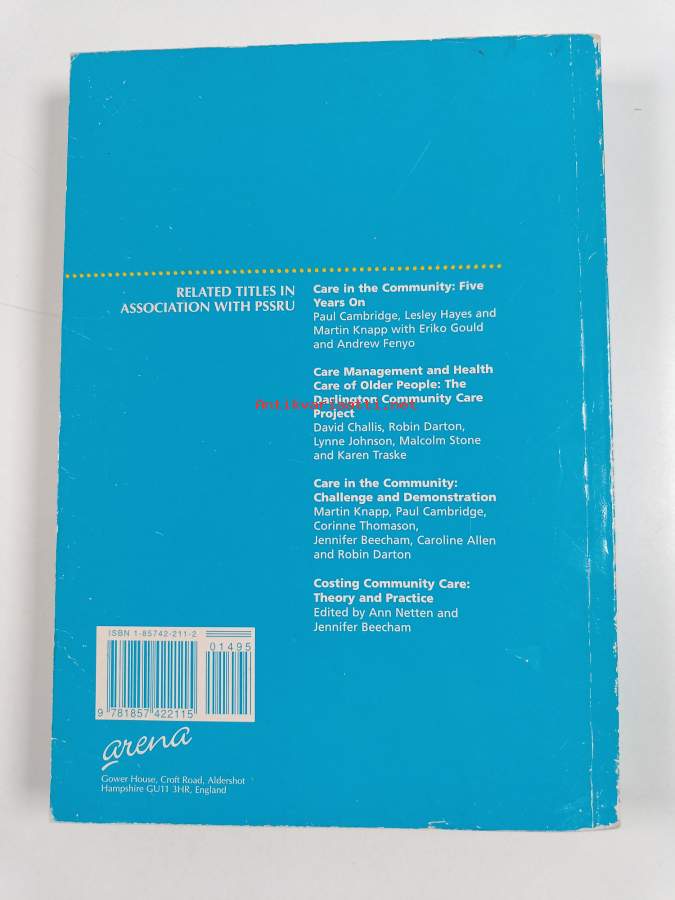 RELATED TITLES IN
ASSOCIATION WITH PSSRU
Care in the Community: Five
Years On
Paul Cambridge, Lesley Hayes and
Martin Knapp with Eriko Gould
and Andrew Fenyo
Care Management and Health
Care of Older People: The
Darlington Community Care
Project
David Challis, Robin Darton,
Lynne Johnson, Malcolm Stone
and Karen Traske
Care in the Community:
Challenge and Demonstration
Martin Knapp, Paul Cambridge,
Corinne Thomason,
Jennifer Beecham, Caroline Allen
and Robin Darton
Costing Community Care:
Theory and Practice
Edited by Ann Netten and
Jennifer Beecham
Antikvariaatti.net
ISBN 1-85742-211-2
01495
9 781857 422115
arena
Gower House, Croft Road, Aldershot
Hampshire GU11 3HR, England